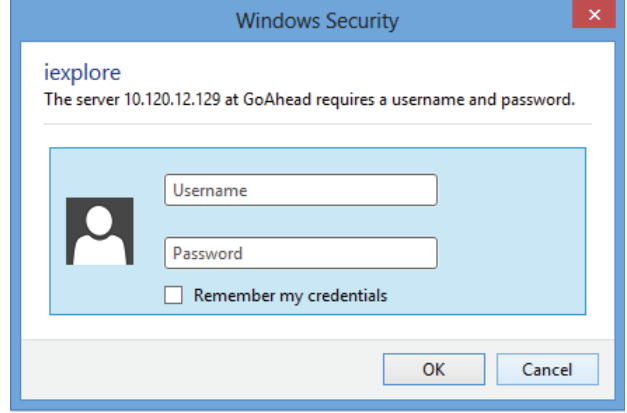 Windows Security
iexplore
The server 10.120.12.129 at GoAhead requires a username and password.
Username
Password
Remember my credentials
OK Cancel